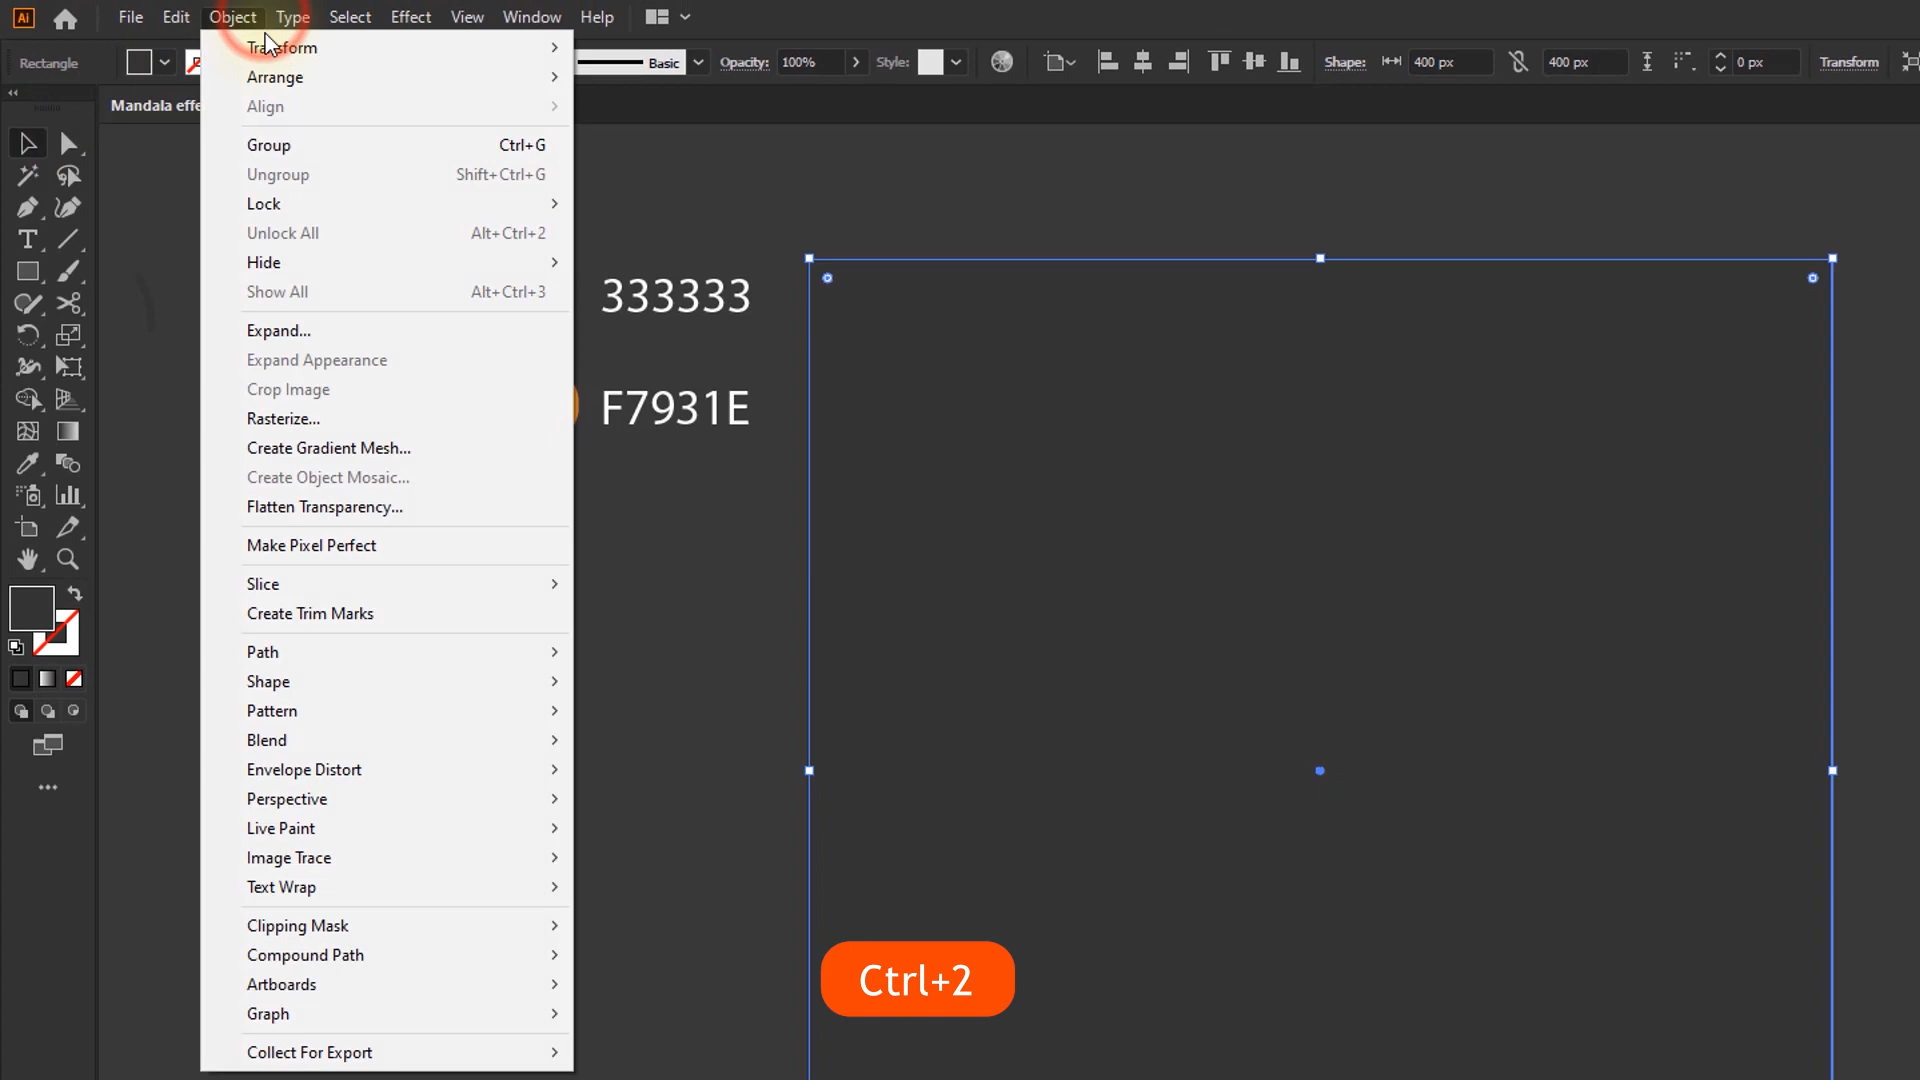 Ai File Edit Object Type Select Effect View Window Help
Rectangle Basic Opacity: 100% Style: Shape: 400 px 400 px 0 px Transform
Mandala effe
Transform
Arrange
Align
Group Ctrl+G
Ungroup Shift+Ctrl+G
Lock
Unlock All Alt+Ctrl+2
Hide
Show All Alt+Ctrl+3
Expand...
Expand Appearance
Crop Image
Rasterize...
Create Gradient Mesh...
Create Object Mosaic...
Flatten Transparency...
Make Pixel Perfect
Slice
Create Trim Marks
Path
Shape
Pattern
Blend
Envelope Distort
Perspective
Live Paint
Image Trace
Text Wrap
Clipping Mask
Compound Path
Artboards
Graph
Collect For Export
333333
F7931E
Ctrl+2